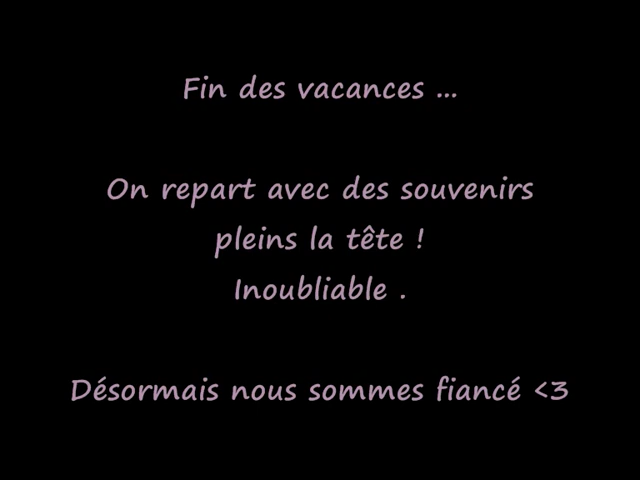 Fin des vacances ...
On repart avec des souvenirs
pleins la tête !
Inoubliable .
Désormais nous sommes fiancé <3